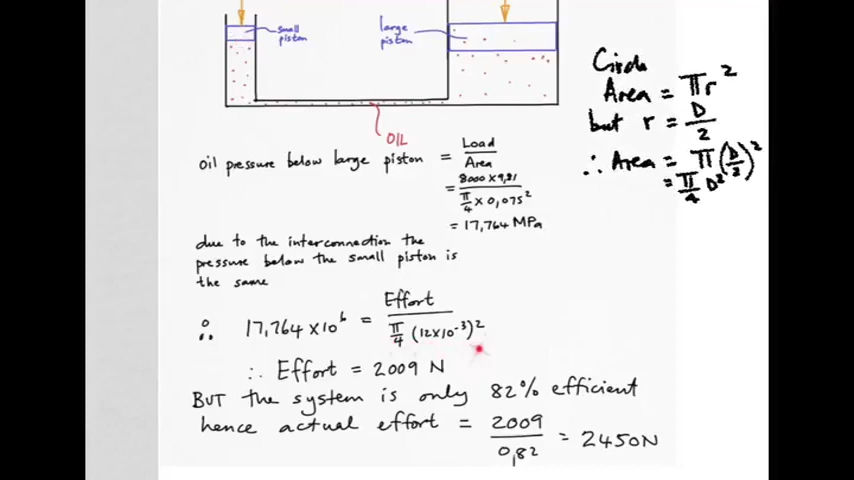 small
piston
large
piston
OIL
Circle
Area = πr²
but r = D/2
∴ Area = π(D/2)²
= π/4 D²
oil pressure below large piston = Load/Area
= 8000 × 9,81 / π/4 × 0,075²
= 17,764 MPa
due to the interconnection the
pressure below the small piston is
the same
∴ 17,764 × 10⁶ = Effort / π/4 (12×10⁻³)²
∴ Effort = 2009 N
BUT the system is only 82% efficient
hence actual effort = 2009/0,82 = 2450N